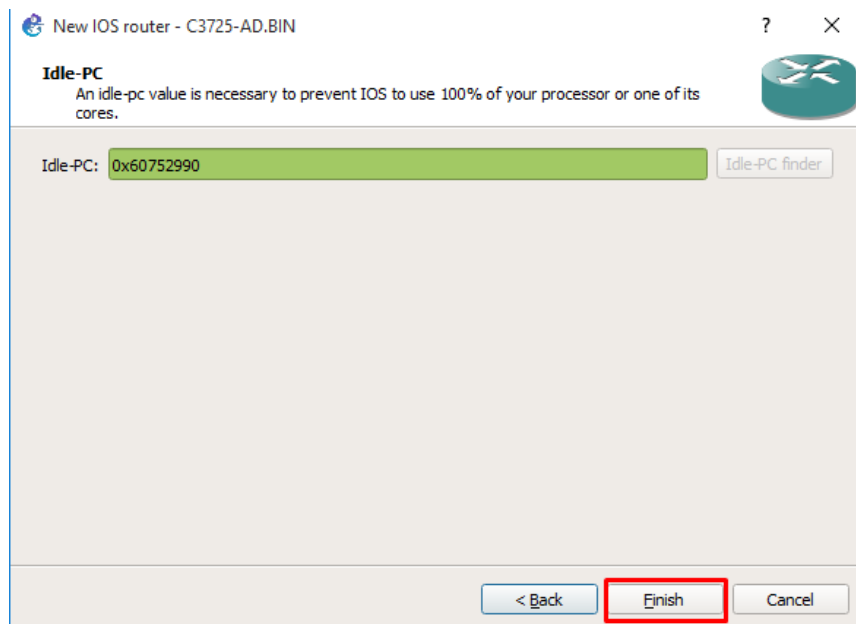 New IOS router - C3725-AD.BIN
?
Idle-PC
An idle-pc value is necessary to prevent IOS to use 100% of your processor or one of its
cores.
Idle-PC: 0x60752990 Idle-PC finder
< Back Finish Cancel